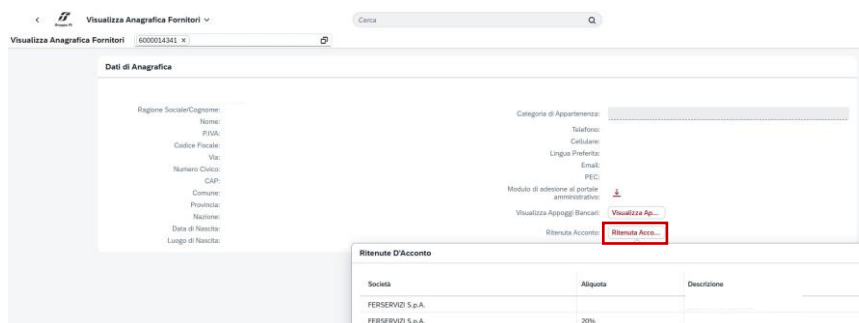 Visualizza Anagrafica Fornitori
Cerca
Visualizza Anagrafica Fornitori 6000014341 ×
Dati di Anagrafica
Ragione Sociale/Cognome:
Nome:
P.IVA:
Codice Fiscale:
Via:
Numero Civico:
CAP:
Comune:
Provincia:
Nazione:
Data di Nascita:
Luogo di Nascita:
Categoria di Appartenenza:
Telefono:
Cellulare:
Lingua Preferita:
Email:
PEC:
Modulo di adesione al portale
amministrativo:
Visualizza Appoggi Bancari: Visualizza Ap...
Ritenuta Acconto: Ritenuta Acco...
Ritenute D'Acconto
Società Aliquota Descrizione
FERSERVIZI S.p.A.
FERSERVIZI S.p.A. 20%